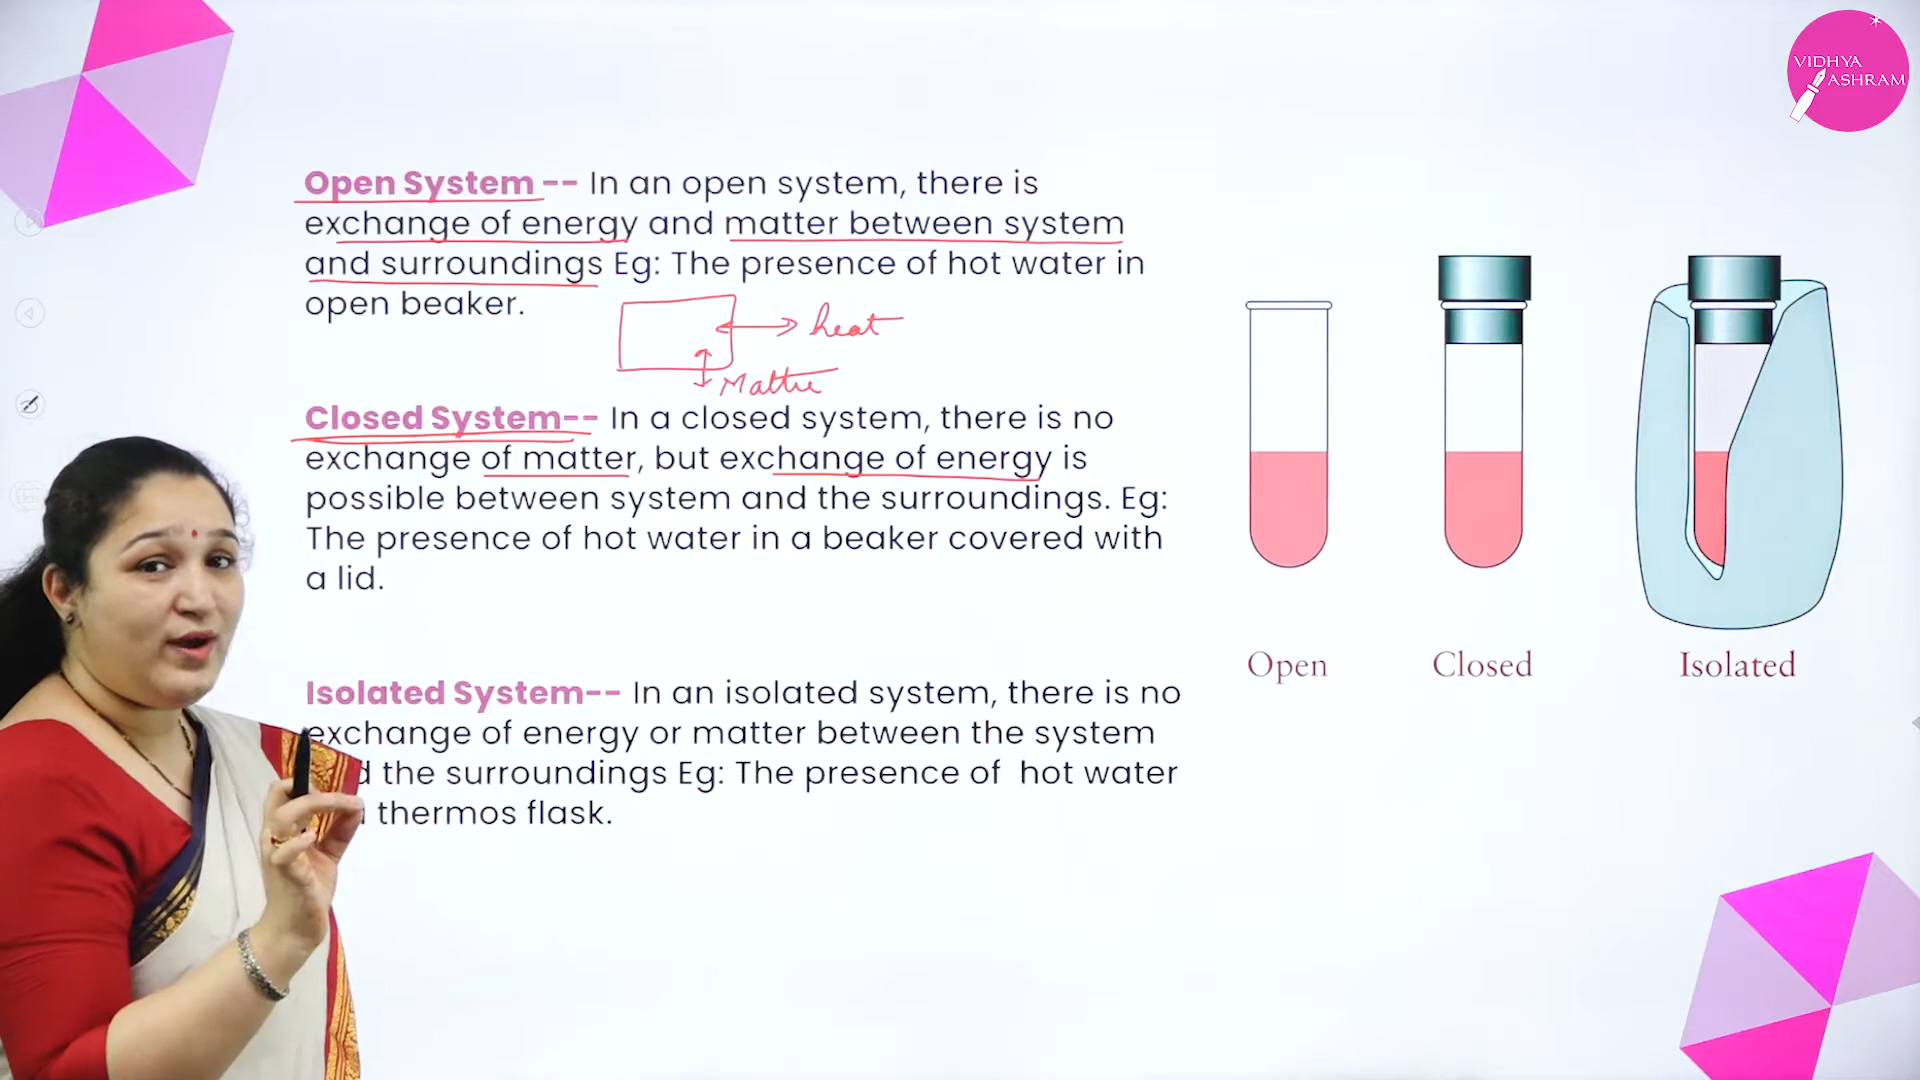 VIDHYA
ASHRAM
Open System -- In an open system, there is
exchange of energy and matter between system
and surroundings Eg: The presence of hot water in
open beaker.
heat
Matter
Closed System-- In a closed system, there is no
exchange of matter, but exchange of energy is
possible between system and the surroundings. Eg:
The presence of hot water in a beaker covered with
a lid.
Isolated System-- In an isolated system, there is no
exchange of energy or matter between the system
the surroundings Eg: The presence of hot water
thermos flask.
Open
Closed
Isolated